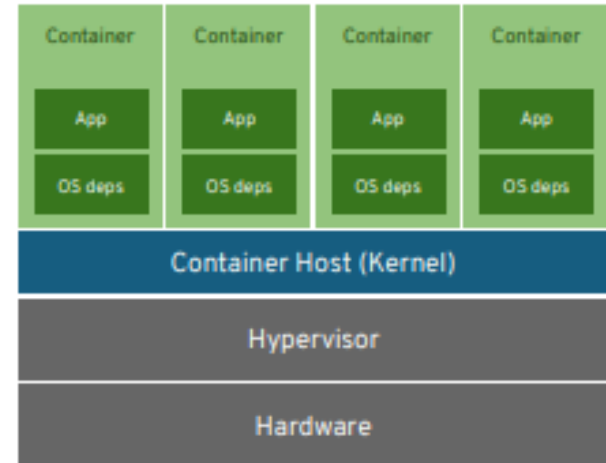 Container Container Container Container
App App App App
OS deps OS deps OS deps OS deps
Container Host (Kernel)
Hypervisor
Hardware